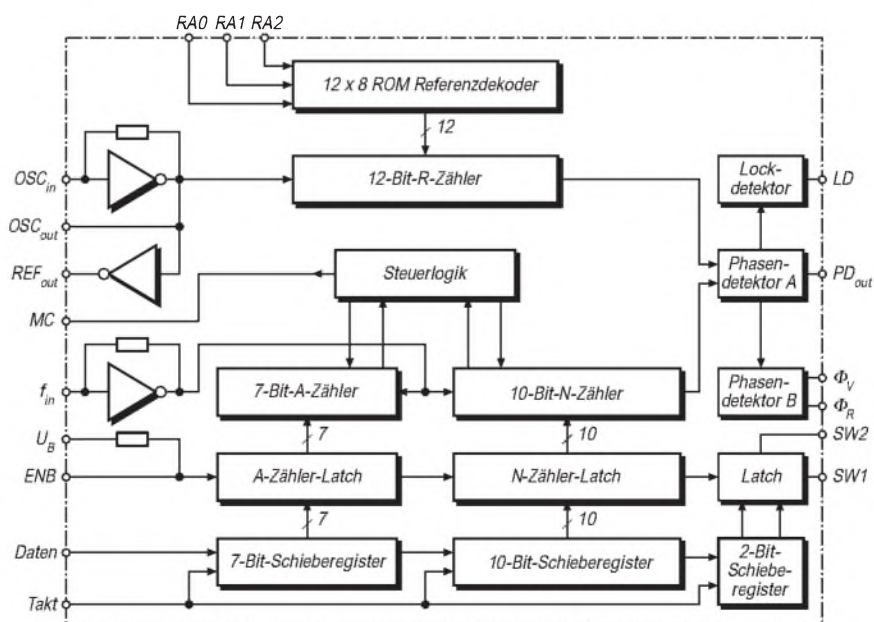 RA0 RA1 RA2
12 x 8 ROM Referenzdekoder
12
OSCin
12-Bit-R-Zähler
Lock-
detektor
LD
OSCout
REFout
Steuerlogik
Phasen-
detektor A
PDout
MC
fin
7-Bit-A-Zähler
10-Bit-N-Zähler
Phasen-
detektor B
ΦV
ΦR
UB
7
10
SW2
ENB
A-Zähler-Latch
N-Zähler-Latch
Latch
SW1
7
10
Daten
7-Bit-Schieberegister
10-Bit-Schieberegister
2-Bit-
Schiebe-
register
Takt